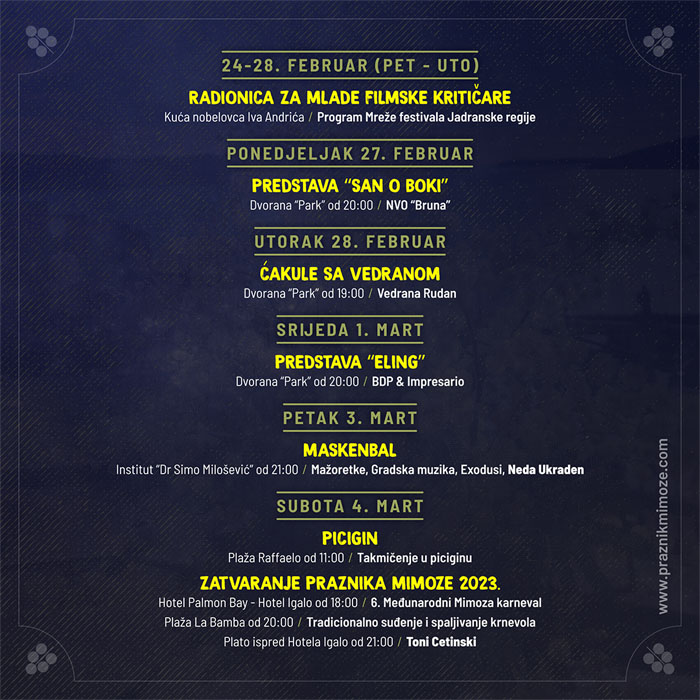 24-28. FEBRUAR (PET - UTO)
RADIONICA ZA MLADE FILMSKE KRITIČARE
Kuća nobelovca Iva Andrića / Program Mreže festivala Jadranske regije
PONEDJELJAK 27. FEBRUAR
PREDSTAVA “SAN O BOKI”
Dvorana “Park” od 20:00 / NVO “Bruna”
UTORAK 28. FEBRUAR
ĆAKULE SA VEDRANOM
Dvorana “Park” od 19:00 / Vedrana Rudan
SRIJEDA 1. MART
PREDSTAVA “ELING”
Dvorana “Park” od 20:00 / BDP & Impresario
PETAK 3. MART
MASKENBAL
Institut “Dr Simo Milošević” od 21:00 / Mažoretke, Gradska muzika, Exodusi, Neda Ukraden
SUBOTA 4. MART
PICIGIN
Plaža Raffaelo od 11:00 / Takmičenje u piciginu
ZATVARANJE PRAZNIKA MIMOZE 2023.
Hotel Palmon Bay - Hotel Igalo od 18:00 / 6. Međunarodni Mimoza karneval
Plaža La Bamba od 20:00 / Tradicionalno suđenje i spaljivanje krnevola
Plato ispred Hotela Igalo od 21:00 / Toni Cetinski
www.praznikmimoze.com